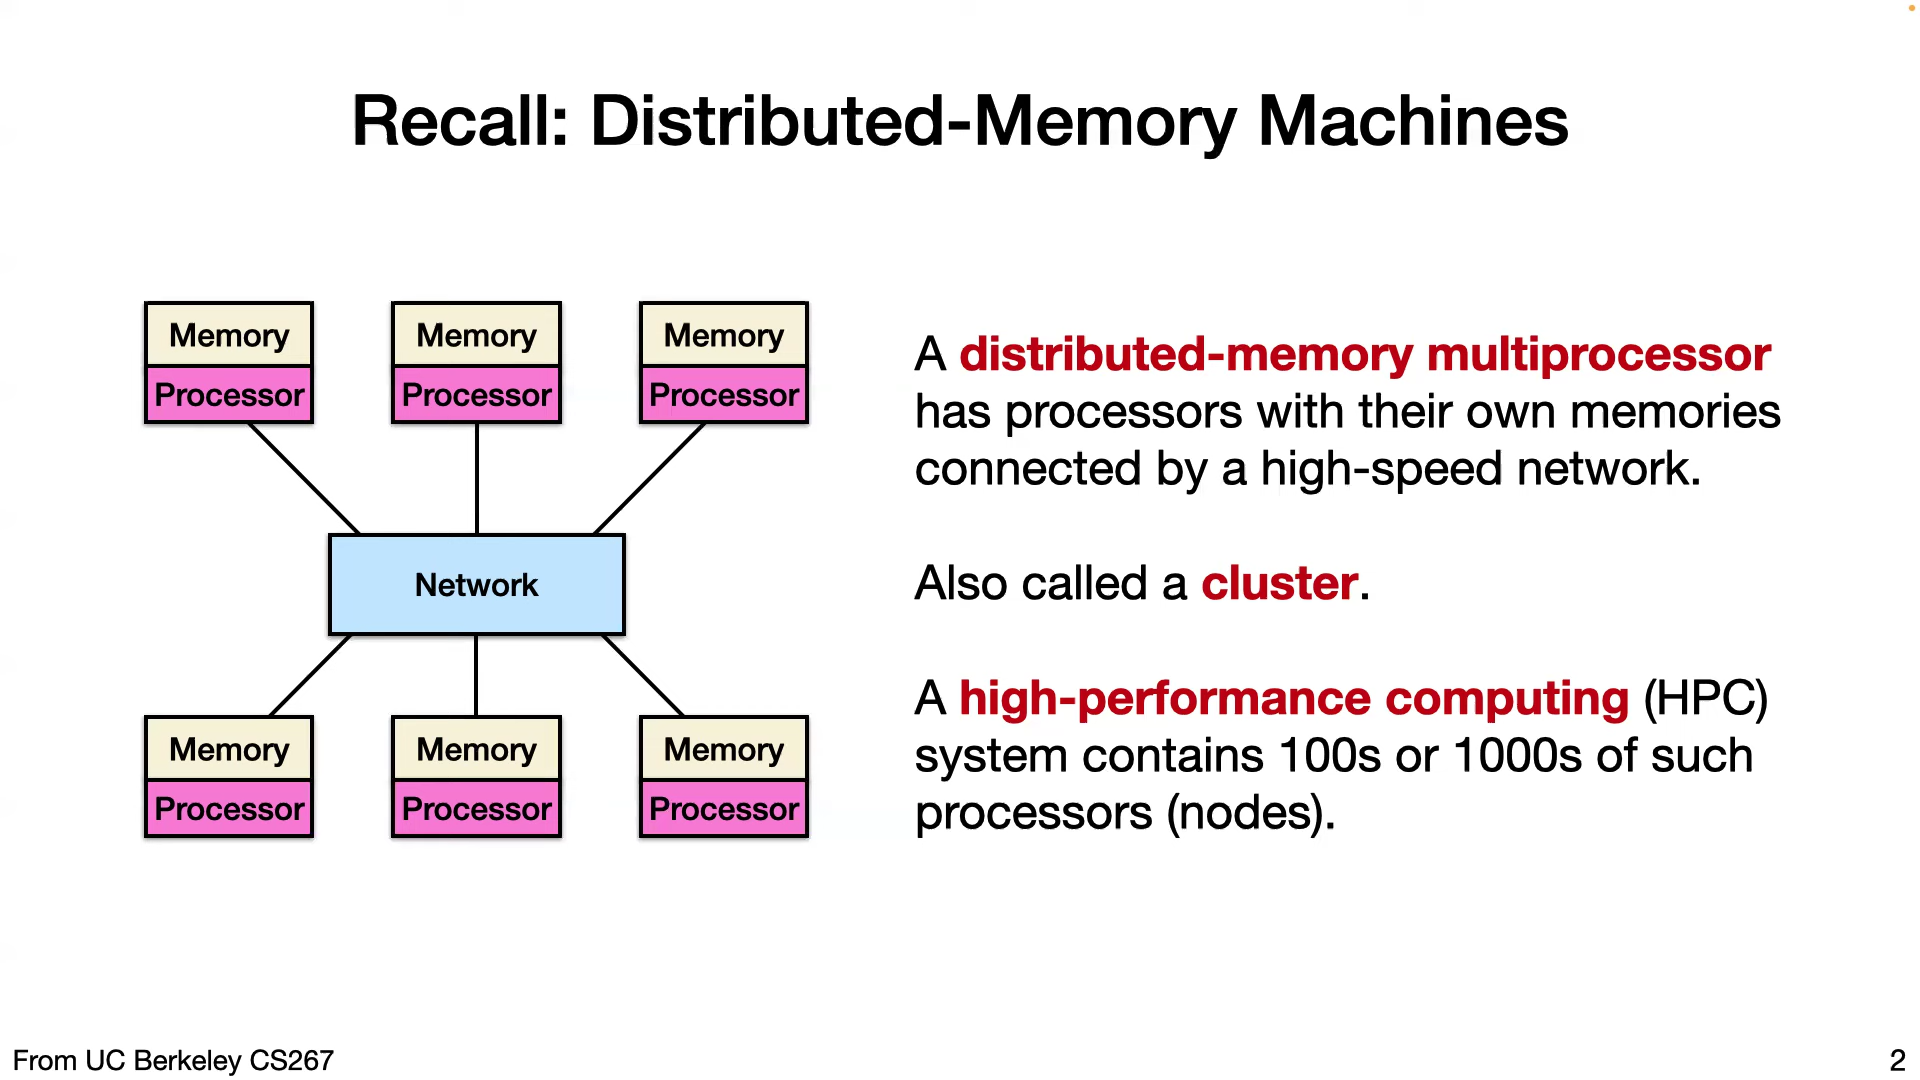 Recall: Distributed-Memory Machines
Memory
Processor
Memory
Processor
Memory
Processor
Network
Memory
Processor
Memory
Processor
Memory
Processor
A distributed-memory multiprocessor
has processors with their own memories
connected by a high-speed network.
Also called a cluster.
A high-performance computing (HPC)
system contains 100s or 1000s of such
processors (nodes).
From UC Berkeley CS267
2